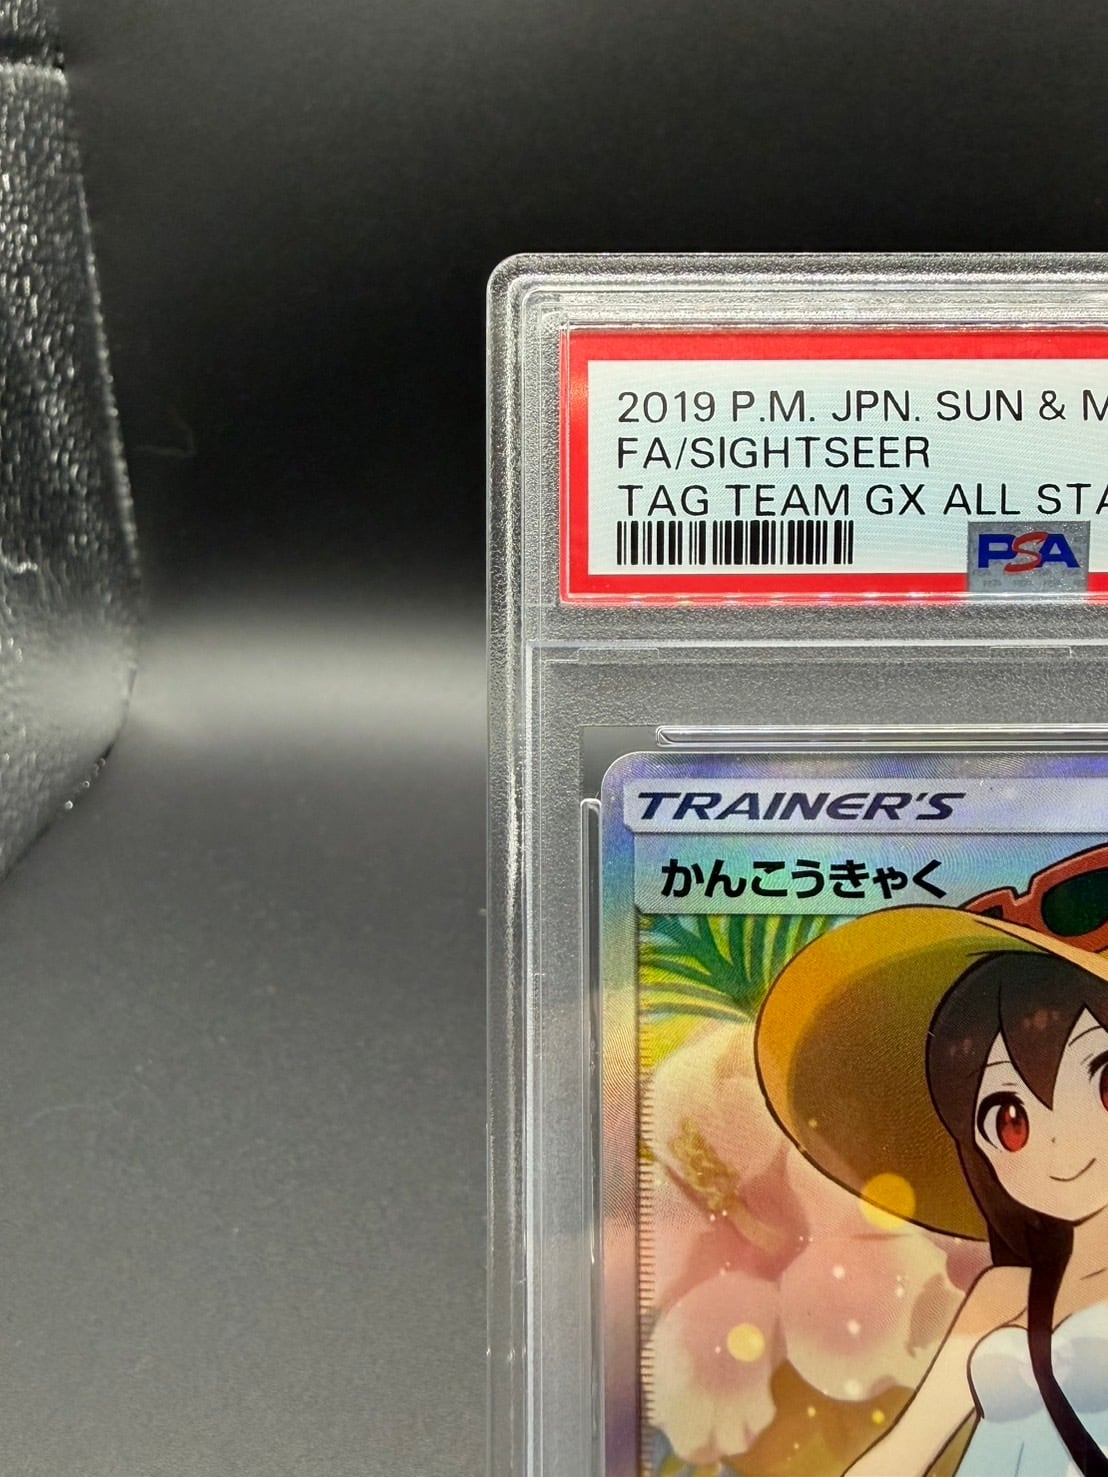 2019 P.M. JPN. SUN & M
FA/SIGHTSEER
TAG TEAM GX ALL STA
PSA
TRAINER'S
かんこうきゃく